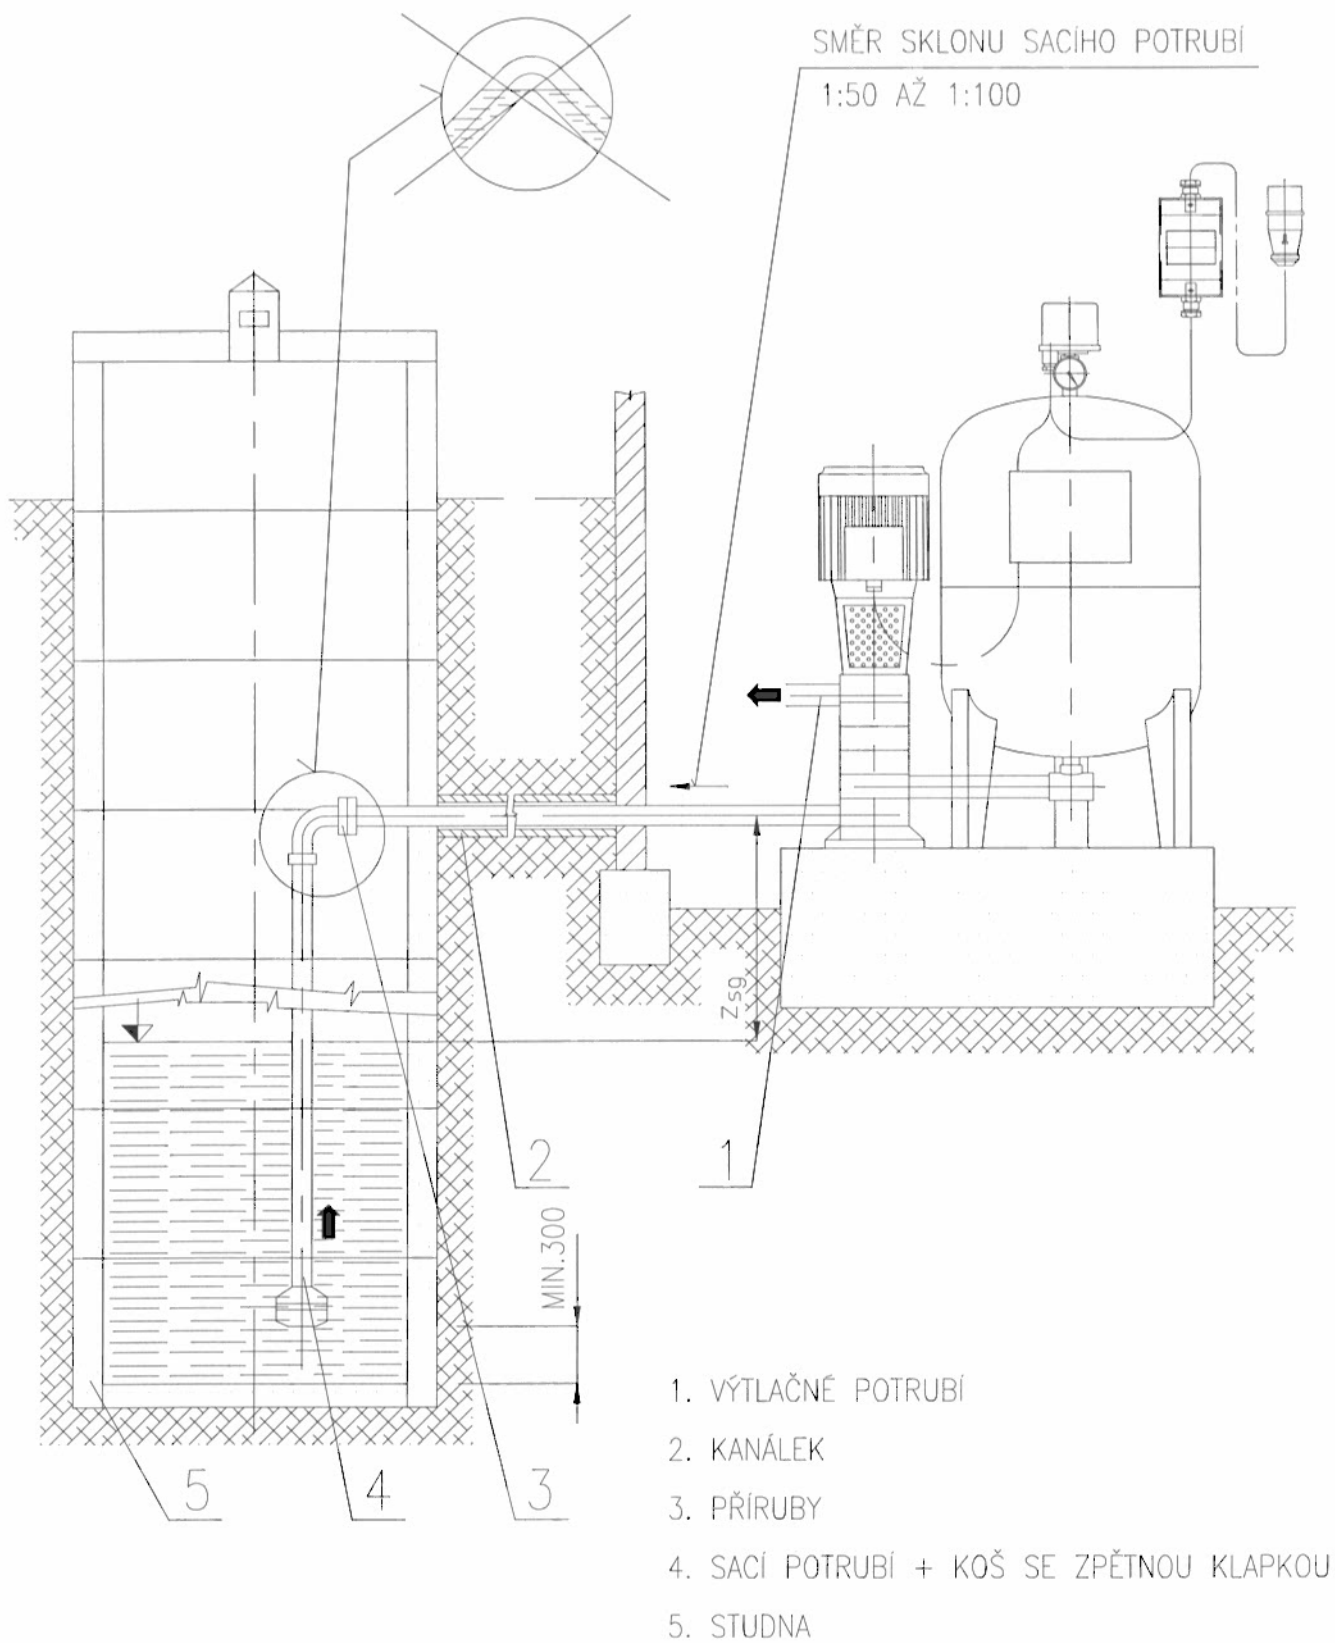 SMĚR SKLONU SACÍHO POTRUBÍ
1:50 AŽ 1:100
Zsg
2
1
MIN.300
5
4
3
1. VÝTLAČNÉ POTRUBÍ
2. KANÁLEK
3. PŘÍRUBY
4. SACÍ POTRUBÍ + KOŠ SE ZPĚTNOU KLAPKOU
5. STUDNA